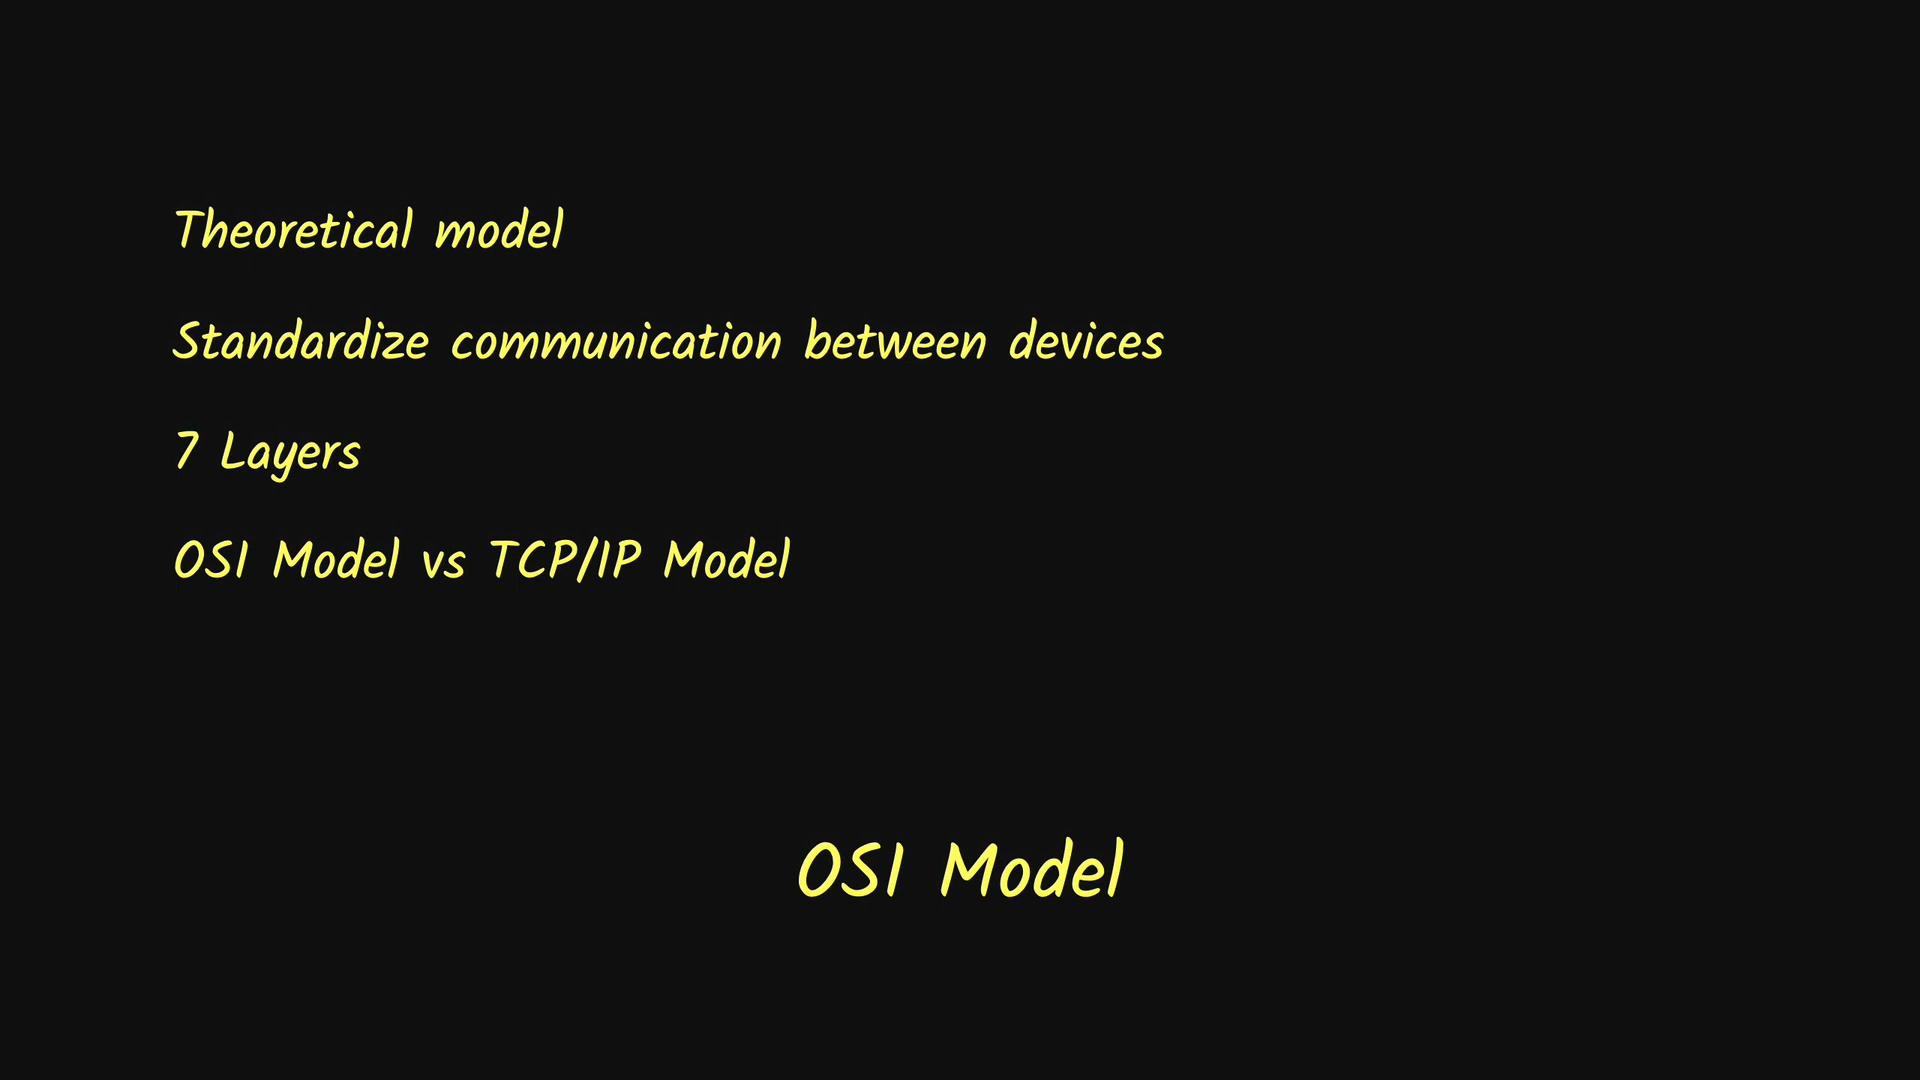 Theoretical model
Standardize communication between devices
7 Layers
OSI Model vs TCP/IP Model
OSI Model